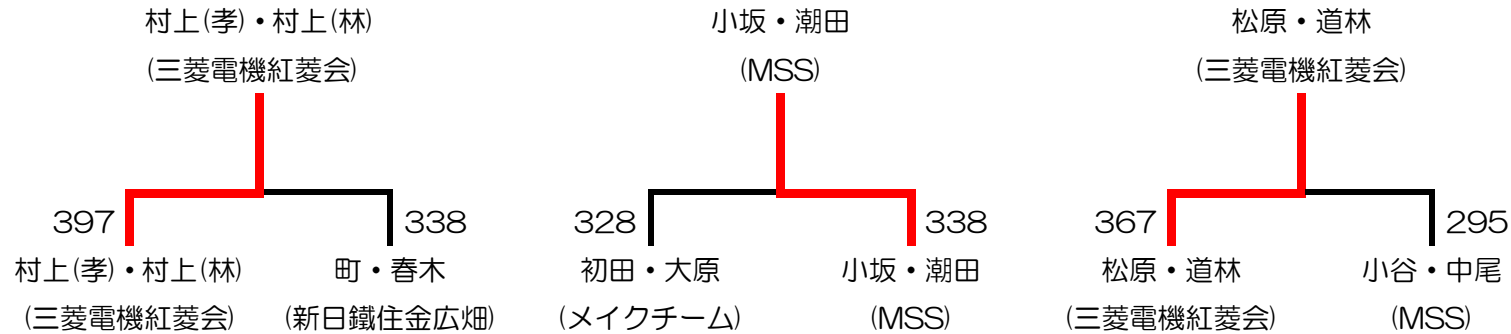 村上(孝)・村上(林)
(三菱電機紅菱会)
小坂・潮田
(MSS)
松原・道林
(三菱電機紅菱会)
397
338
328
338
367
295
村上(孝)・村上(林)
(三菱電機紅菱会)
町・春木
(新日鐵住金広畑)
初田・大原
(メイクチーム)
小坂・潮田
(MSS)
松原・道林
(三菱電機紅菱会)
小谷・中尾
(MSS)